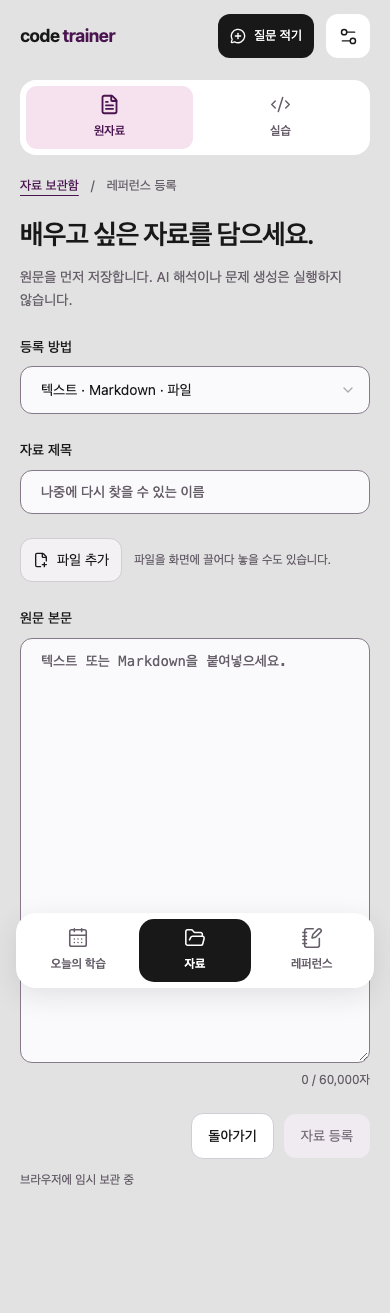 code trainer
질문 적기
원자료
실습
자료 보관함 / 레퍼런스 등록
배우고 싶은 자료를 담으세요.
원문을 먼저 저장합니다. AI 해석이나 문제 생성은 실행하지
않습니다.
등록 방법
텍스트 · Markdown · 파일
자료 제목
나중에 다시 찾을 수 있는 이름
파일 추가
파일을 화면에 끌어다 놓을 수도 있습니다.
원문 본문
텍스트 또는 Markdown을 붙여넣으세요.
오늘의 학습
자료
레퍼런스
0 / 60,000자
돌아가기
자료 등록
브라우저에 임시 보관 중